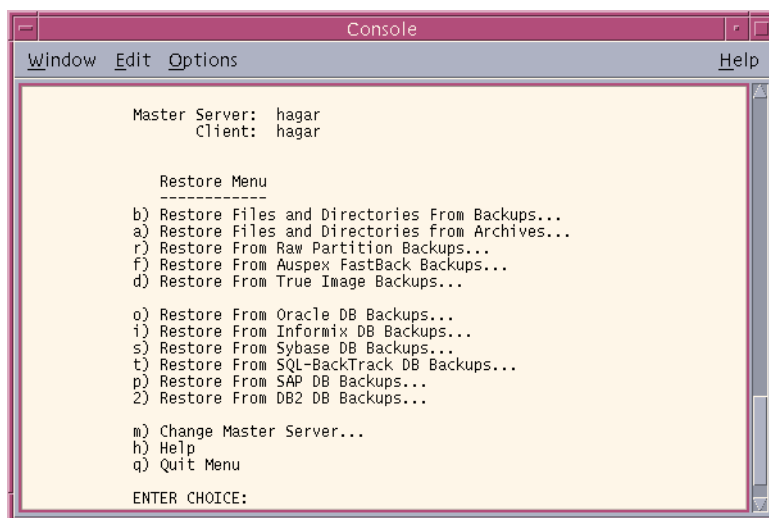 Console
Window Edit Options Help
Master Server: hagar
Client: hagar
Restore Menu
------------
b) Restore Files and Directories From Backups...
a) Restore Files and Directories from Archives...
r) Restore From Raw Partition Backups...
f) Restore From Auspex FastBack Backups...
d) Restore From True Image Backups...
o) Restore From Oracle DB Backups...
i) Restore From Informix DB Backups...
s) Restore From Sybase DB Backups...
t) Restore From SQL-BackTrack DB Backups...
p) Restore From SAP DB Backups...
2) Restore From DB2 DB Backups...
m) Change Master Server...
h) Help
q) Quit Menu
ENTER CHOICE: